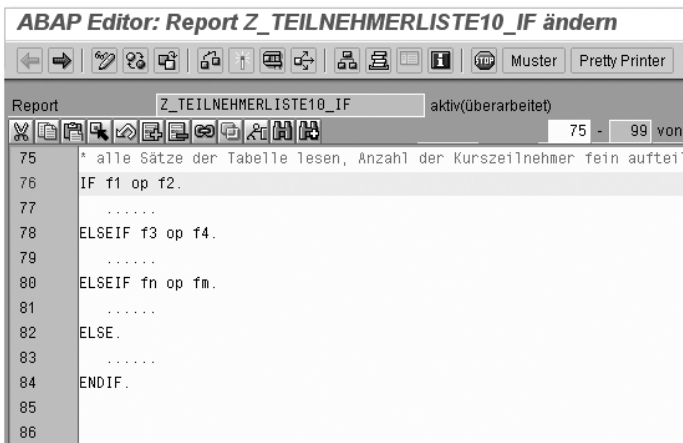 ABAP Editor: Report Z_TEILNEHMERLISTE10_IF ändern
Muster Pretty Printer
Report Z_TEILNEHMERLISTE10_IF aktiv(überarbeitet)
75 - 99 von
75 * alle Sätze der Tabelle lesen, Anzahl der Kurszeilnehmer fein auftei
76 IF f1 op f2.
77 ......
78 ELSEIF f3 op f4.
79 ......
80 ELSEIF fn op fm.
81 ......
82 ELSE.
83 ......
84 ENDIF.
85
86